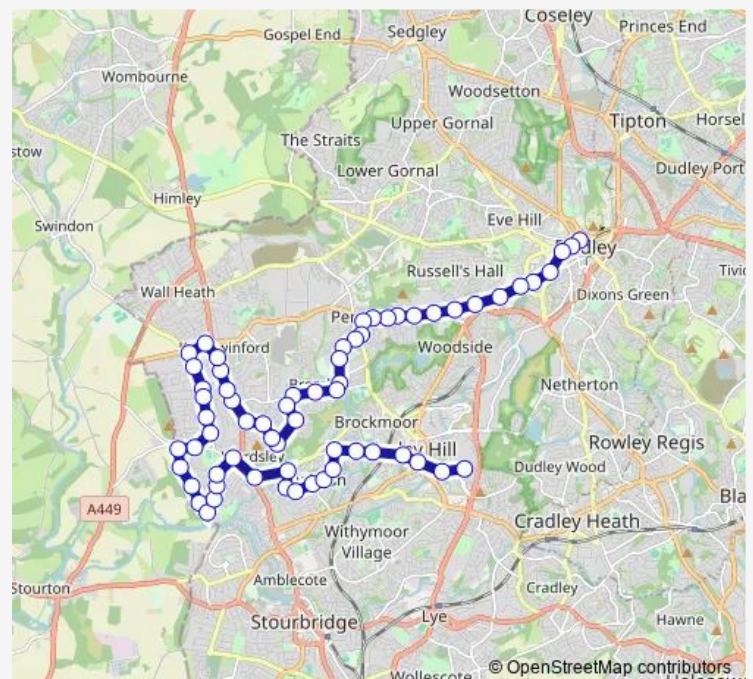 Coseley
Gospel End
Sedgley
Princes End
Wombourne
Woodsetton
The Straits
Upper Gornal
Tipton
Horsel
stow
Lower Gornal
Dudley Port
Himley
Swindon
Eve Hill
Russell's Hall
Tivi
Wall Heath
Dixons Green
Woodside
Netherton
Brockmoor
Rowley Regis
Dudley Wood
Bla
A449
Cradley Heath
Withymoor
Village
Stourton
Amblecote
Cradley
Stourbridge
Lye
Hawne
Wollescote
© OpenStreetMap contributors